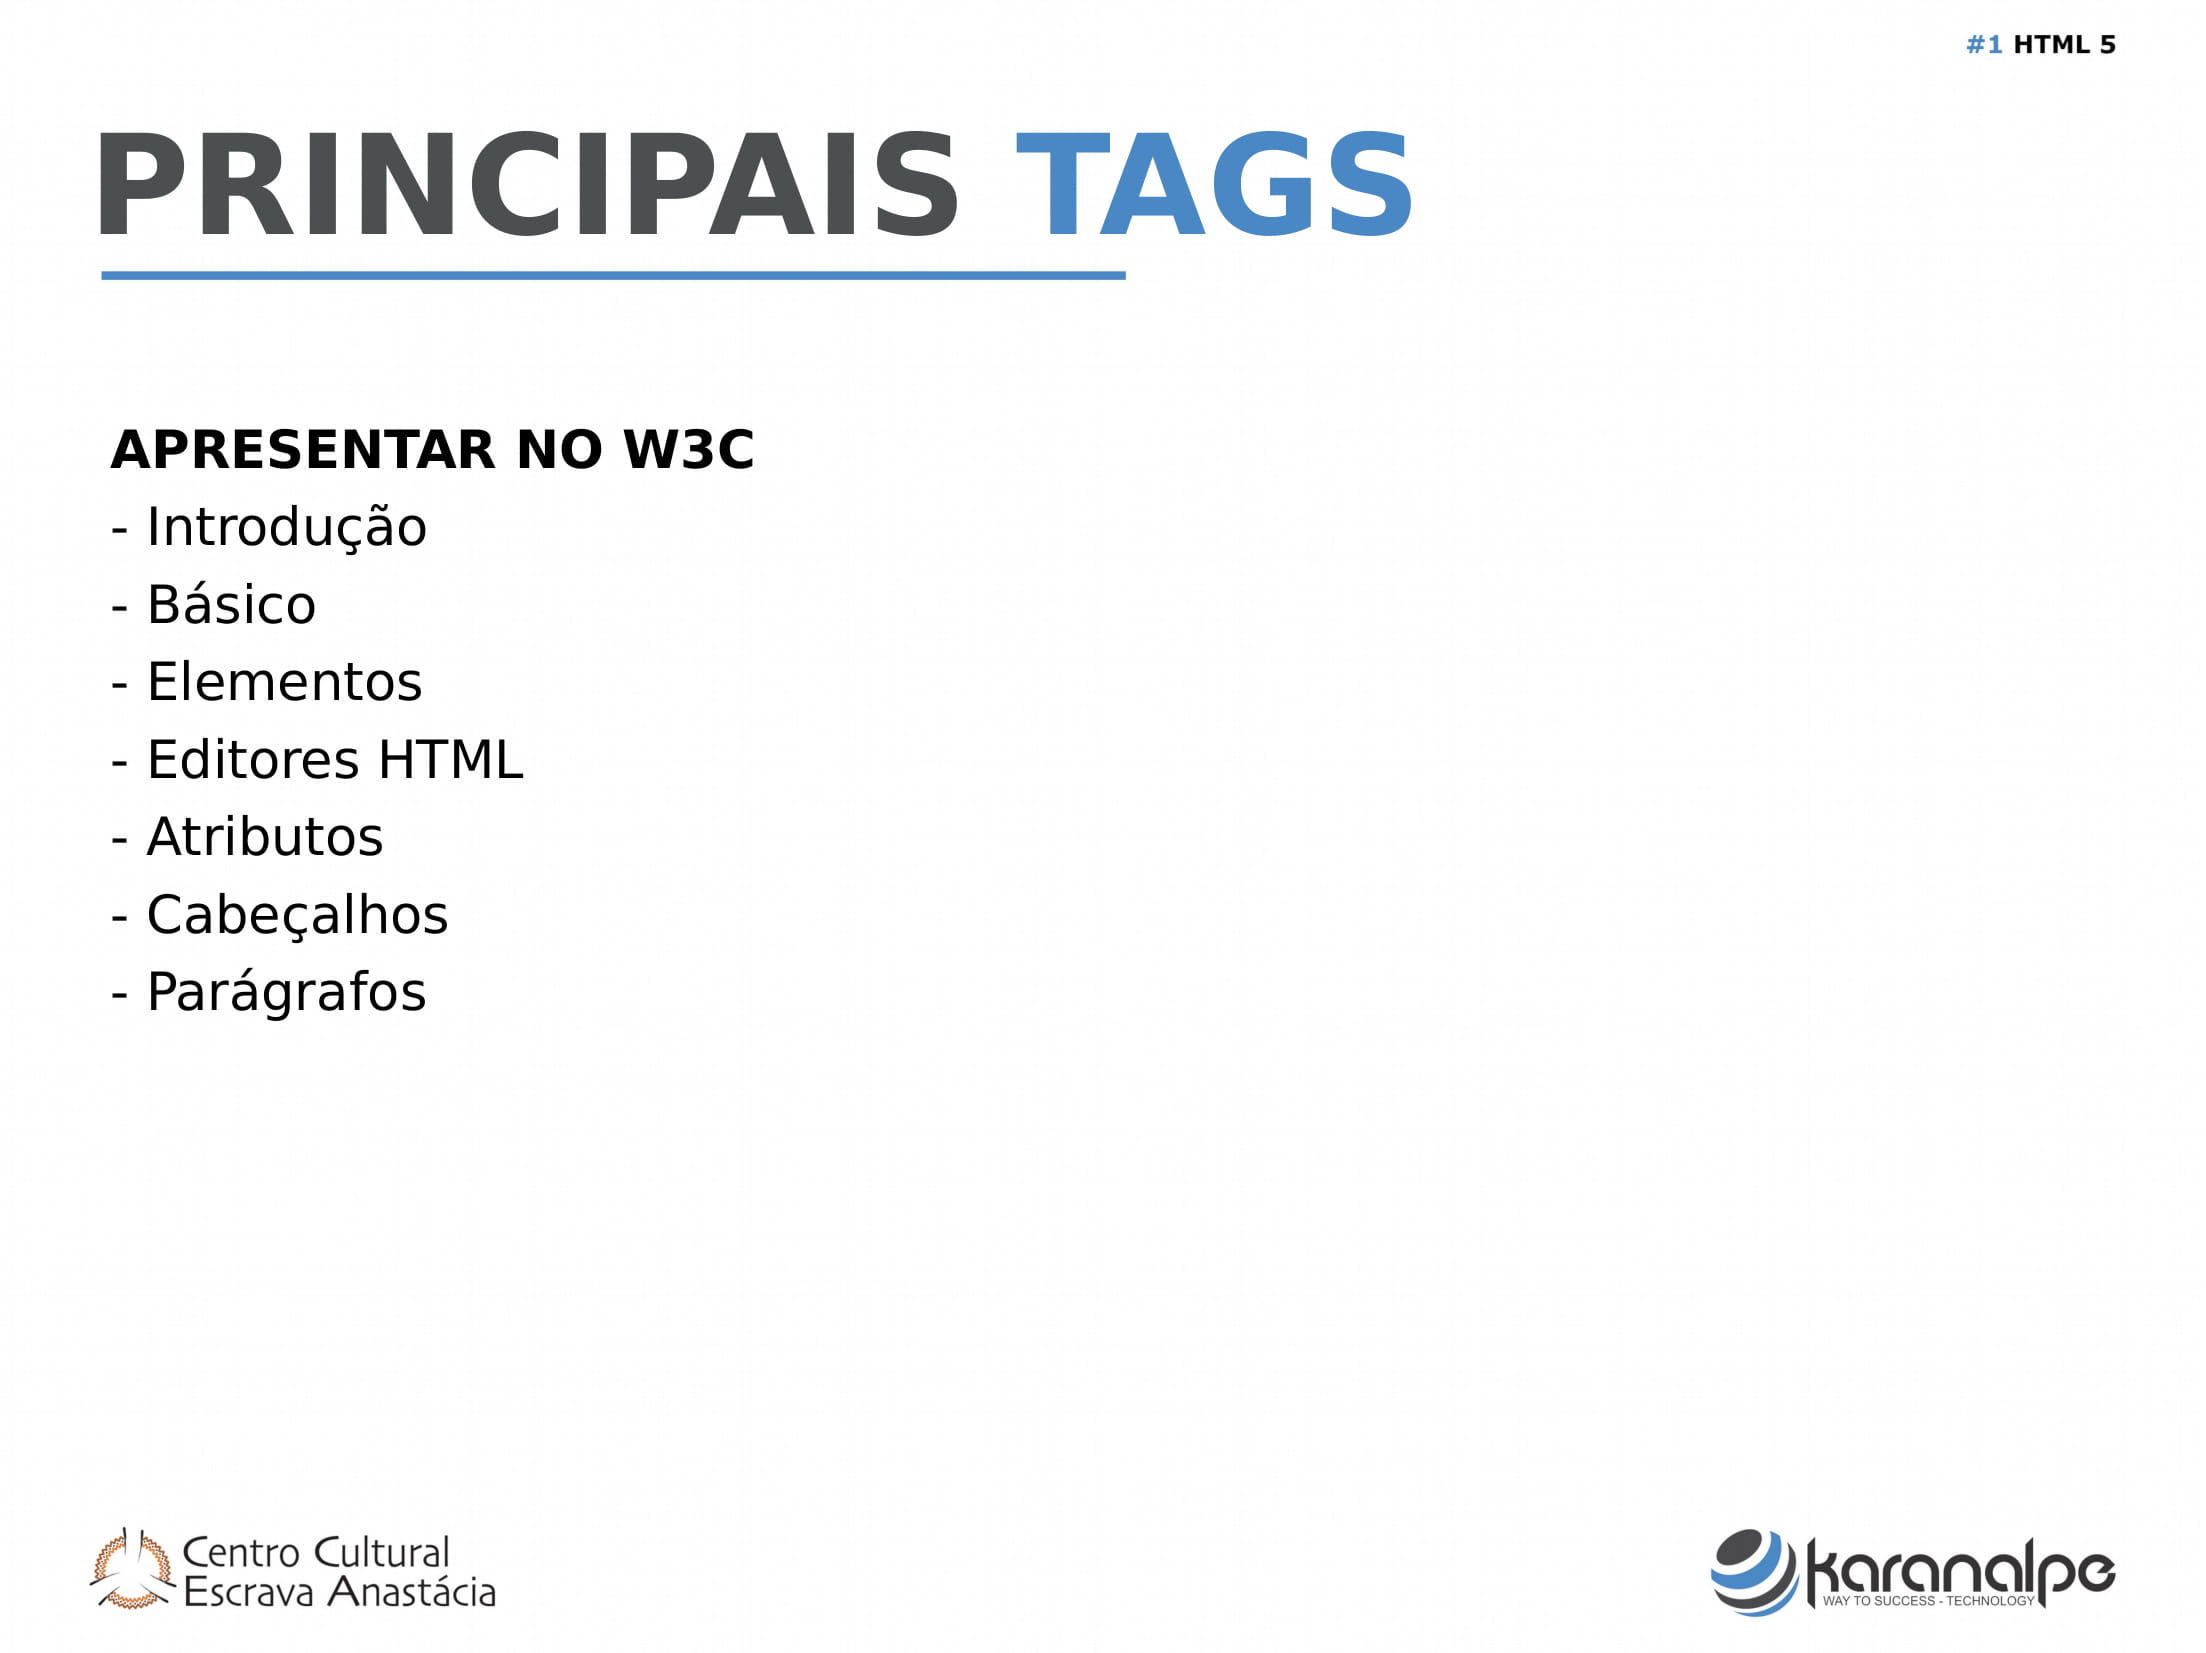 #1 HTML 5
PRINCIPAIS TAGS
APRESENTAR NO W3C
- Introdução
- Básico
- Elementos
- Editores HTML
- Atributos
- Cabeçalhos
- Parágrafos
Centro Cultural
Escrava Anastácia
karanalpe
WAY TO SUCCESS - TECHNOLOGY